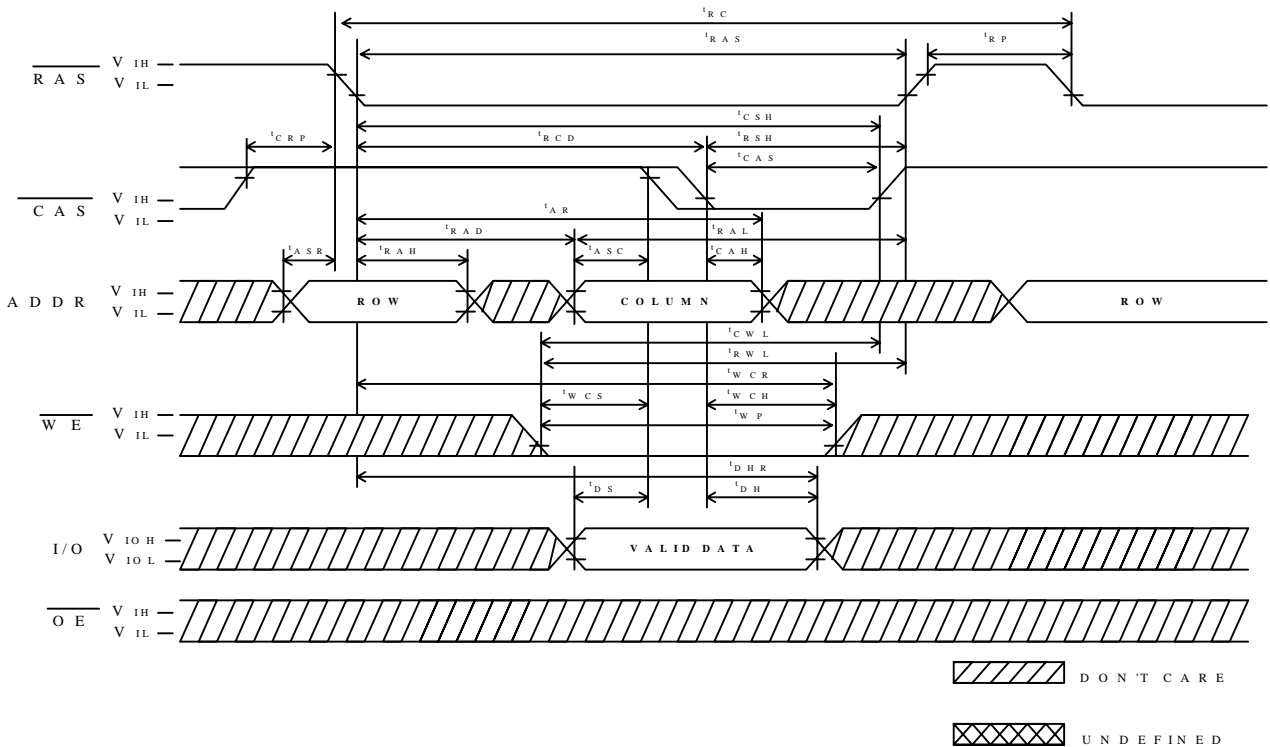 tRC
tRAS
tRP
RAS VIH
VIL
tCSH
tCRP tRCD tRSH
tCAS
CAS VIH
VIL
tAR
tRAD tRAL
tASR tRAH tASC tCAH
ADDR VIH
VIL
ROW COLUMN ROW
tCWL
tRWL
tWCR
tWCS tWCH
tWP
WE VIH
VIL
tDHR
tDS tDH
I/O VIOH
VIOL
VALID DATA
OE VIH
VIL
DON'T CARE
UNDEFINED